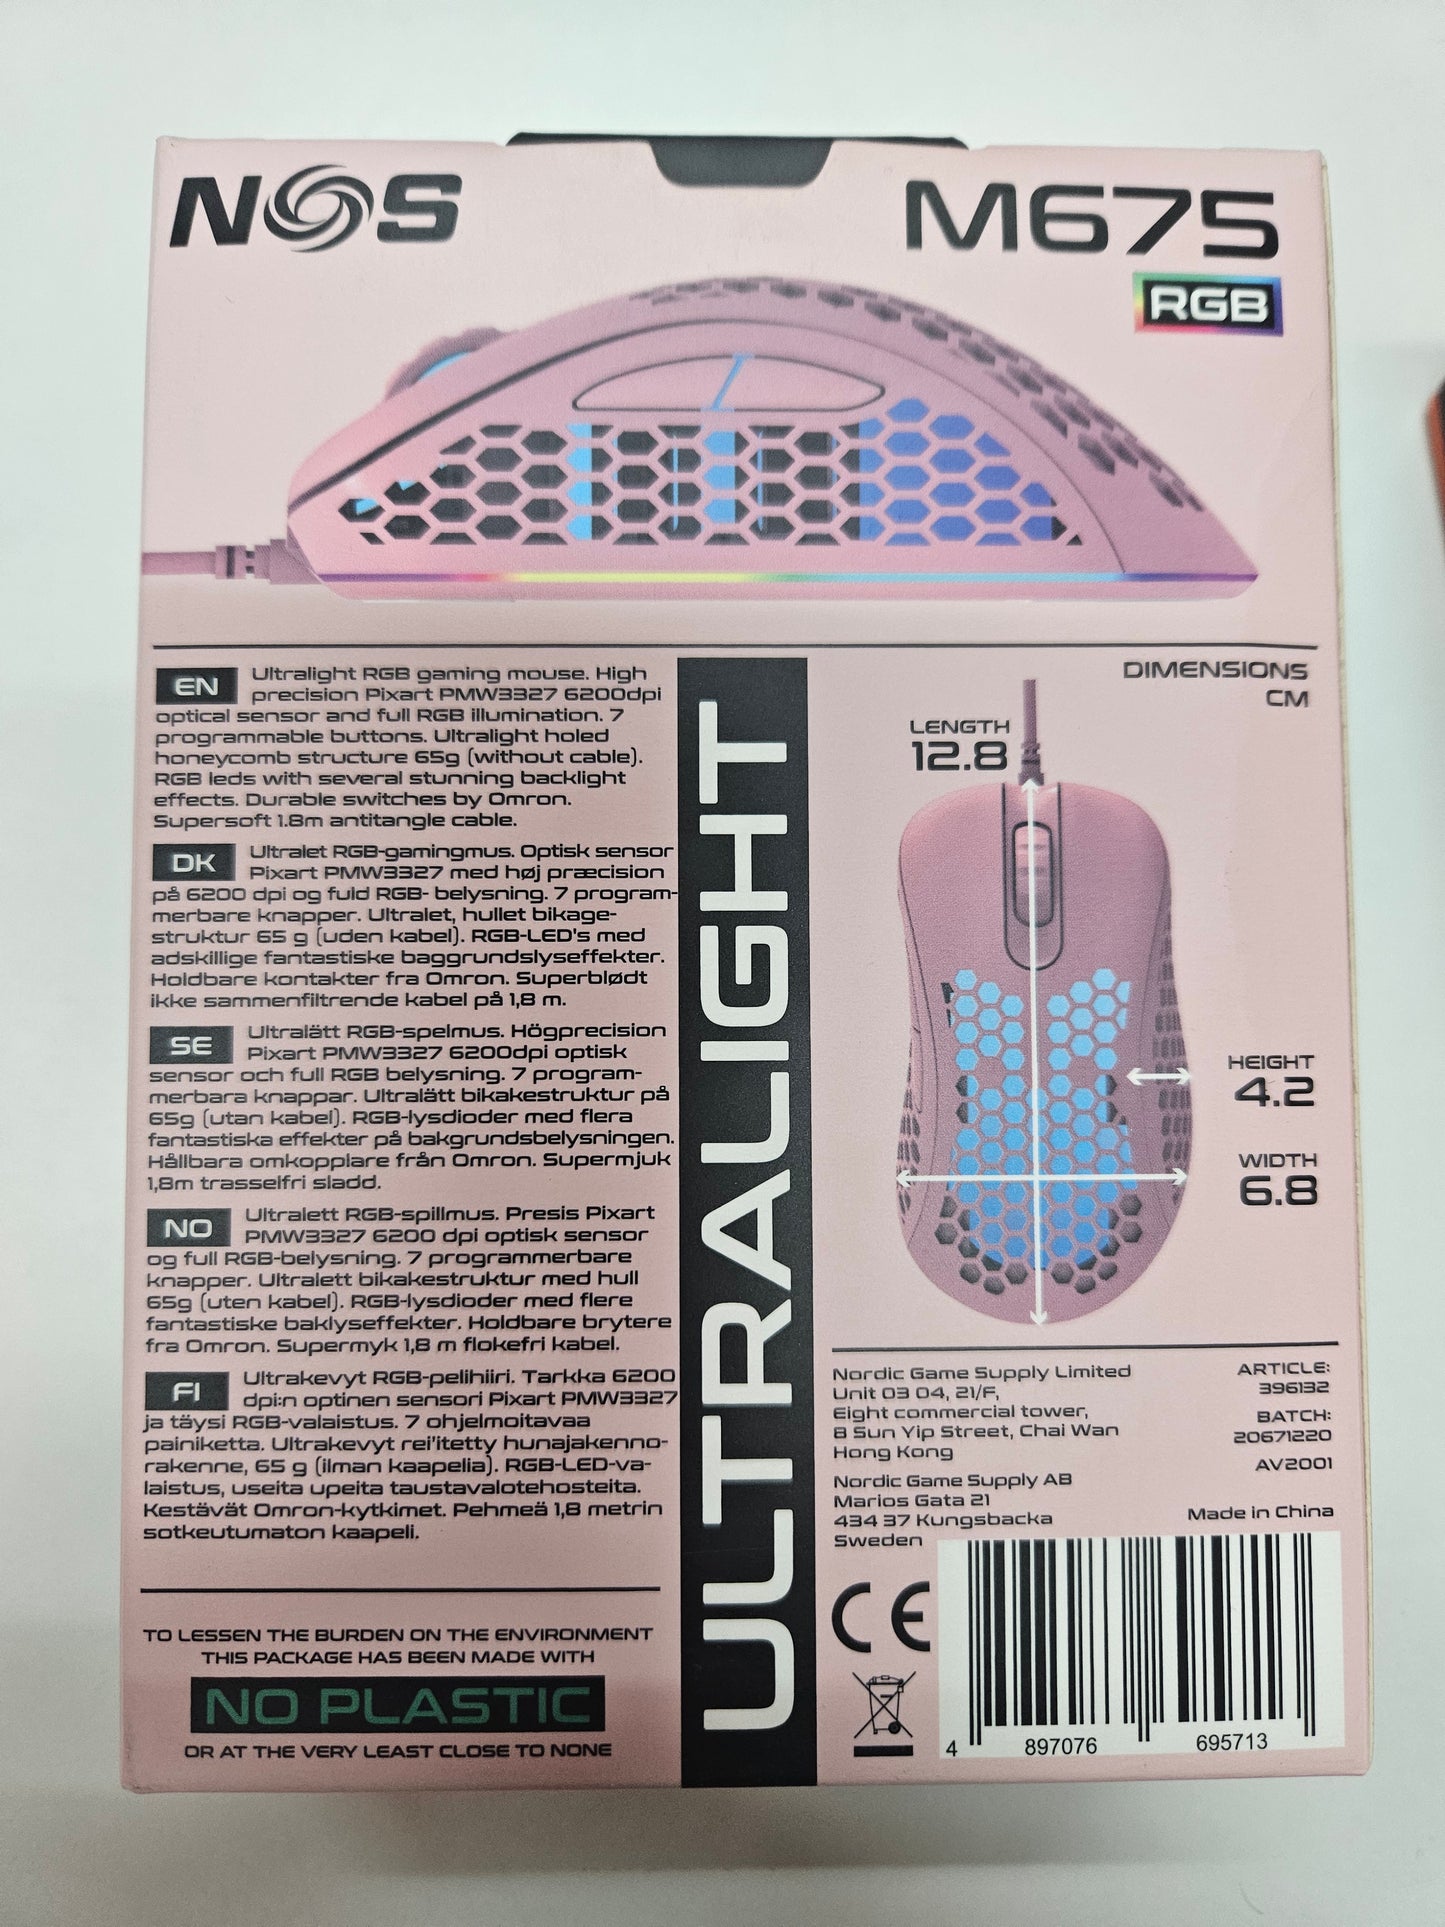 NOS
M675
RGB
EN Ultralight RGB gaming mouse. High
precision Pixart PMW3327 6200dpi
optical sensor and full RGB illumination. 7
programmable buttons. Ultralight holed
honeycomb structure 65g (without cable).
RGB leds with several stunning backlight
effects. Durable switches by Omron.
Supersoft 1.8m antitangle cable.
DK Ultralet RGB-gamingmus. Optisk sensor
Pixart PMW3327 med høj præcision
på 6200 dpi og fuld RGB- belysning. 7 program-
merbare knapper. Ultralet, hullet bikage-
struktur 65 g (uden kabel). RGB-LED's med
adskillige fantastiske baggrundslyseffekter.
Holdbare kontakter fra Omron. Superblødt
ikke sammenfiltrende kabel på 1,8 m.
SE Ultralätt RGB-spelmus. Högprecision
Pixart PMW3327 6200dpi optisk
sensor och full RGB belysning. 7 program-
merbara knappar. Ultralätt bikakestruktur på
65g (utan kabel). RGB-lysdioder med flera
fantastiska effekter på bakgrundsbelysningen.
Hållbara omkopplare från Omron. Supermjuk
1,8m trasselfri sladd.
NO Ultralett RGB-spillmus. Presis Pixart
PMW3327 6200 dpi optisk sensor
og full RGB-belysning. 7 programmerbare
knapper. Ultralett bikakestruktur med hull
65g (uten kabel). RGB-lysdioder med flere
fantastiske baklyseffekter. Holdbare brytere
fra Omron. Supermyk 1,8 m flokefri kabel.
FI Ultrakevyt RGB-pelihiiri. Tarkka 6200
dpi:n optinen sensori Pixart PMW3327
ja täysi RGB-valaistus. 7 ohjelmoitavaa
painiketta. Ultrakevyt rei'itetty hunajakenno-
rakenne, 65 g (ilman kaapelia). RGB-LED-va-
laistus, useita upeita taustavalotehosteita.
Kestävät Omron-kytkimet. Pehmeä 1,8 metrin
sotkeutumaton kaapeli.
TO LESSEN THE BURDEN ON THE ENVIRONMENT
THIS PACKAGE HAS BEEN MADE WITH
NO PLASTIC
OR AT THE VERY LEAST CLOSE TO NONE
ULTRALIGHT
DIMENSIONS
CM
LENGTH
12.8
HEIGHT
4.2
WIDTH
6.8
Nordic Game Supply Limited
Unit 03 04, 21/F,
Eight commercial tower,
8 Sun Yip Street, Chai Wan
Hong Kong
Nordic Game Supply AB
Marios Gata 21
434 37 Kungsbacka
Sweden
ARTICLE:
396132
BATCH:
20671220
AV2001
Made in China
CE
4 897076 695713